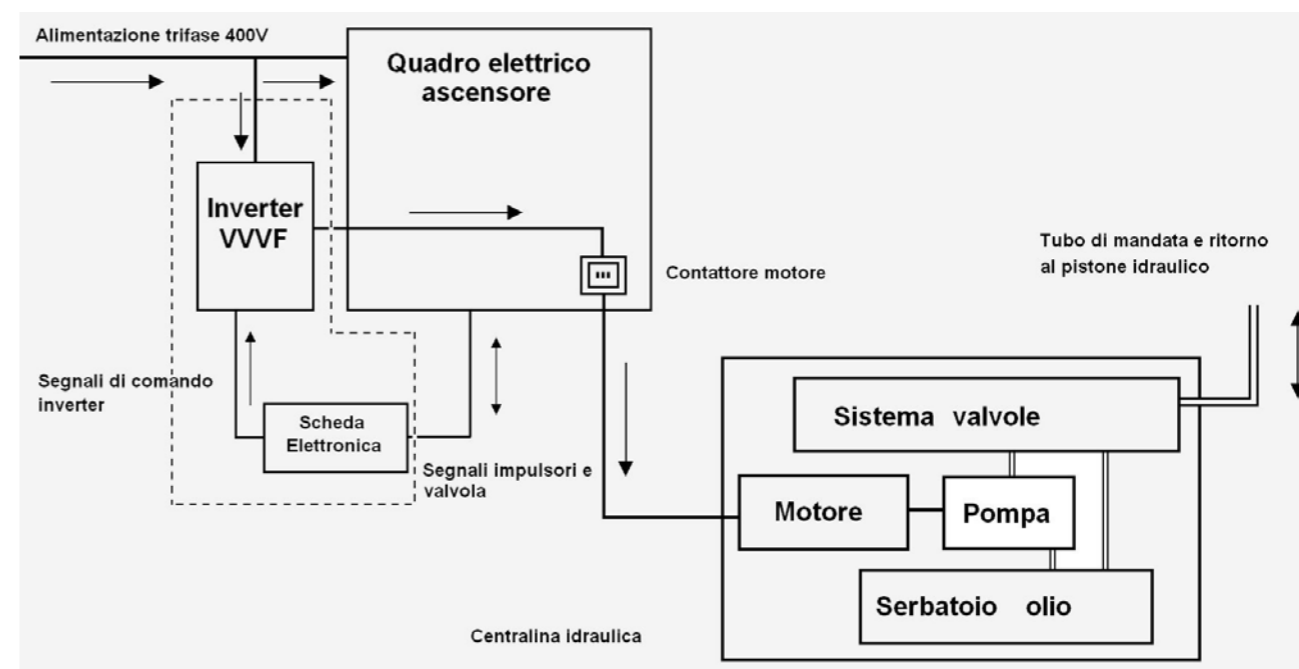 Alimentazione trifase 400V
Quadro elettrico
ascensore
Inverter
VVVF
Contattore motore
Tubo di mandata e ritorno
al pistone idraulico
Segnali di comando
inverter
Scheda
Elettronica
Segnali impulsori e
valvola
Sistema valvole
Motore
Pompa
Serbatoio olio
Centralina idraulica